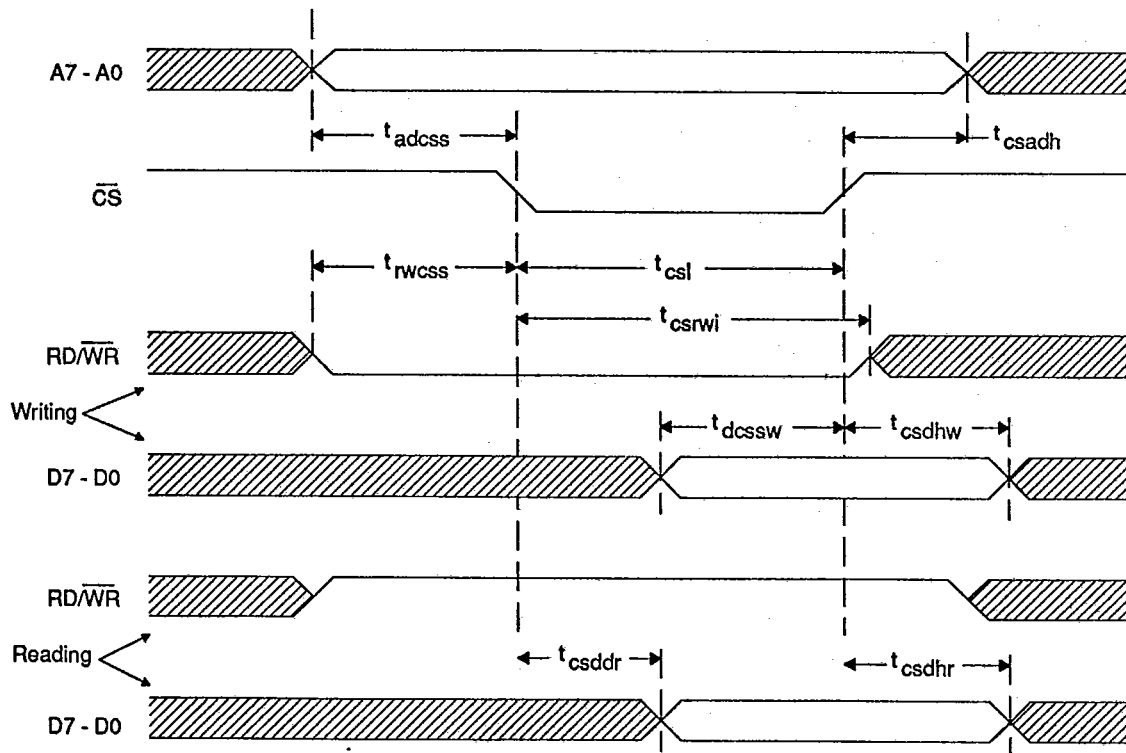 A7 - A0
t adcss
t csadh
CS
t rwcss
t csl
t csrwi
RD/WR
Writing
t dcssw
t csdhw
D7 - D0
RD/WR
Reading
t csddr
t csdhr
D7 - D0